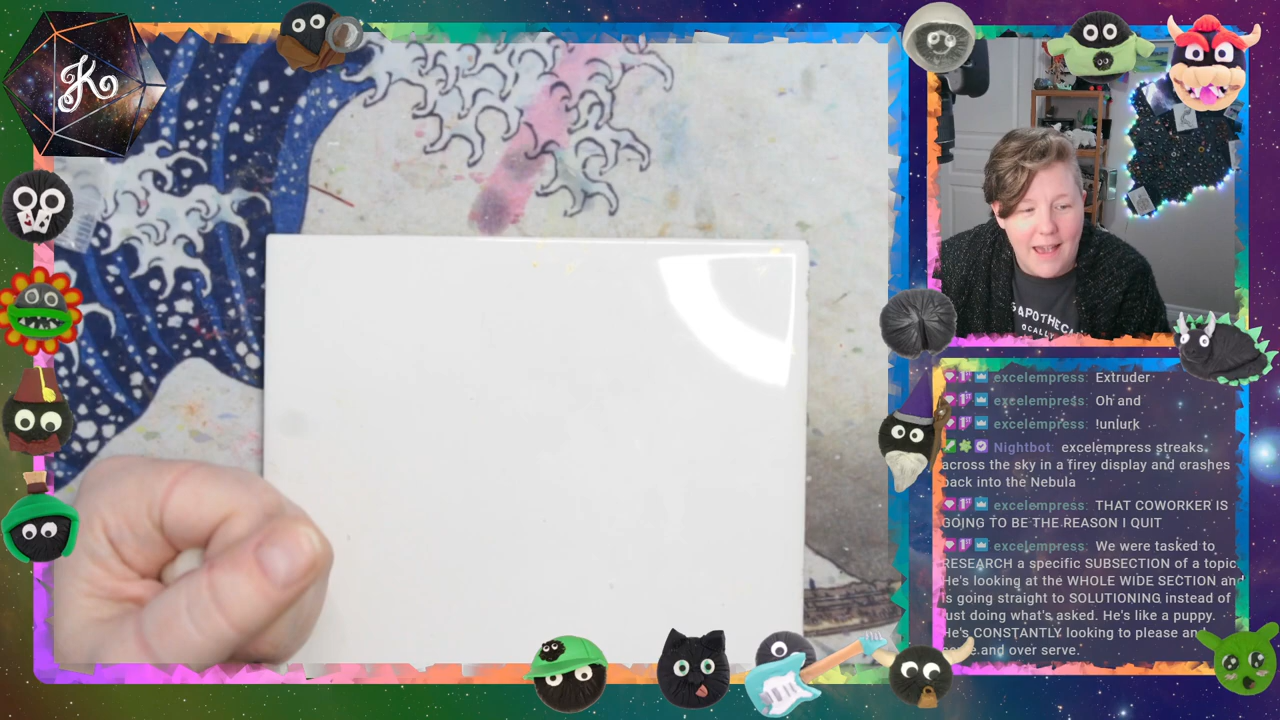 K
SAPOTHECA
OCALLY
excelempress: Extruder
excelempress: Oh and
excelempress: !unlurk
Nightbot: excelempress streaks
across the sky in a firey display and crashes
back into the Nebula
excelempress: THAT COWORKER IS
GOING TO BE THE REASON I QUIT
excelempress: We were tasked to
RESEARCH a specific SUBSECTION of a topic.
He's looking at the WHOLE WIDE SECTION and
is going straight to SOLUTIONING instead of
just doing what's asked. He's like a puppy.
He's CONSTANTLY looking to please and
and over serve.